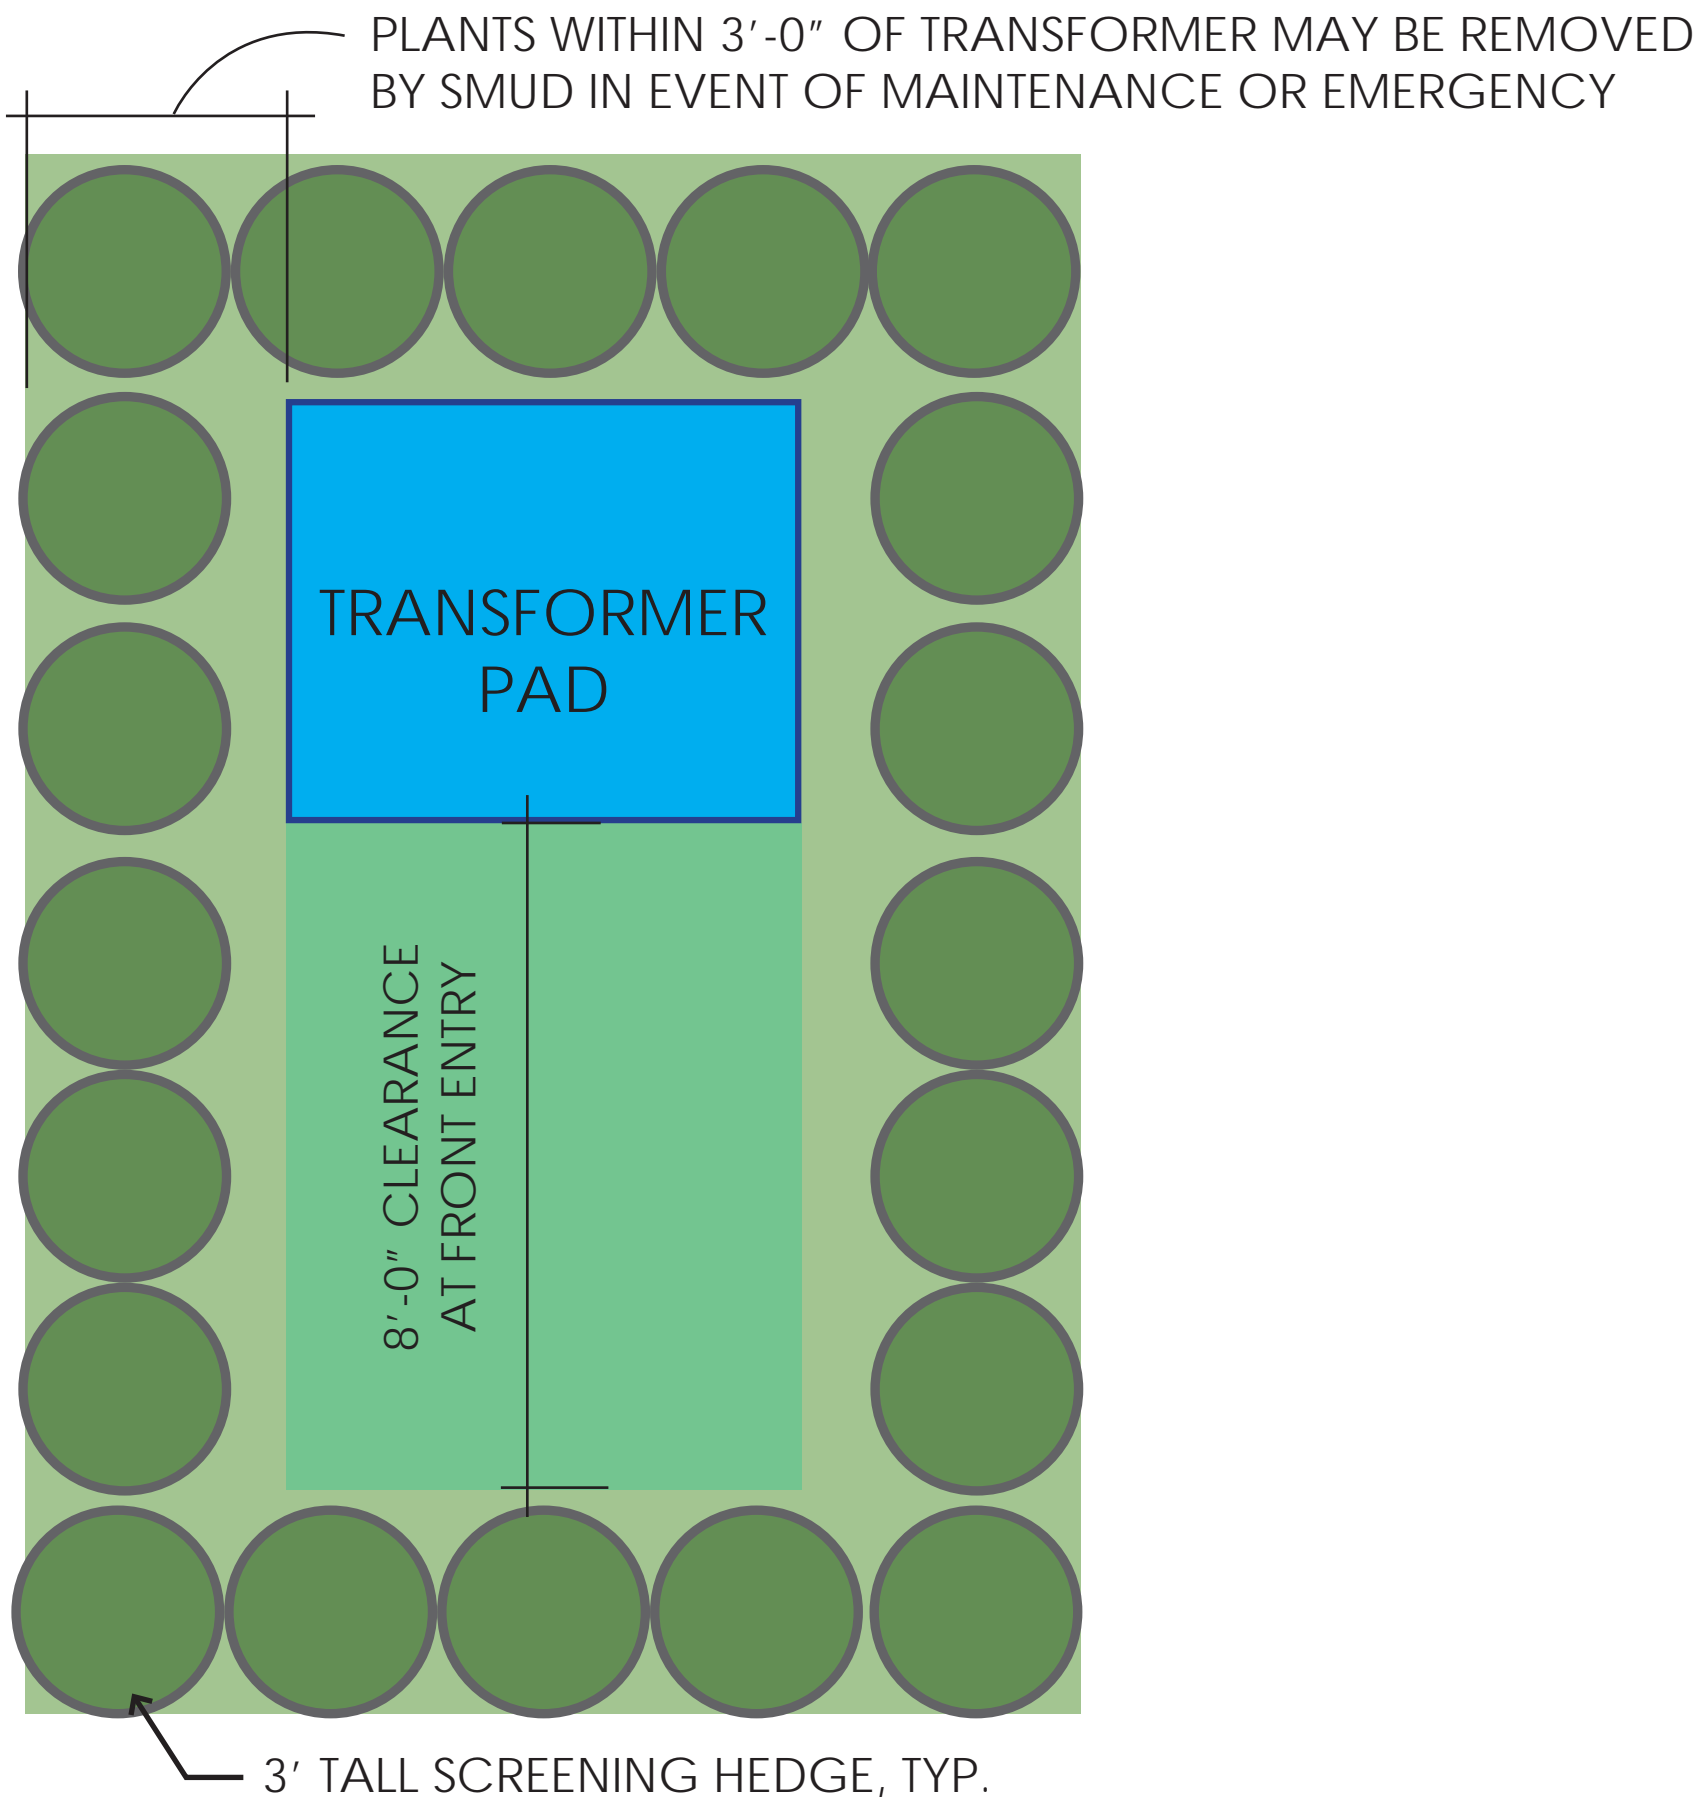 PLANTS WITHIN 3'-0" OF TRANSFORMER MAY BE REMOVED
BY SMUD IN EVENT OF MAINTENANCE OR EMERGENCY
TRANSFORMER
PAD
8'-0" CLEARANCE
AT FRONT ENTRY
3' TALL SCREENING HEDGE, TYP.